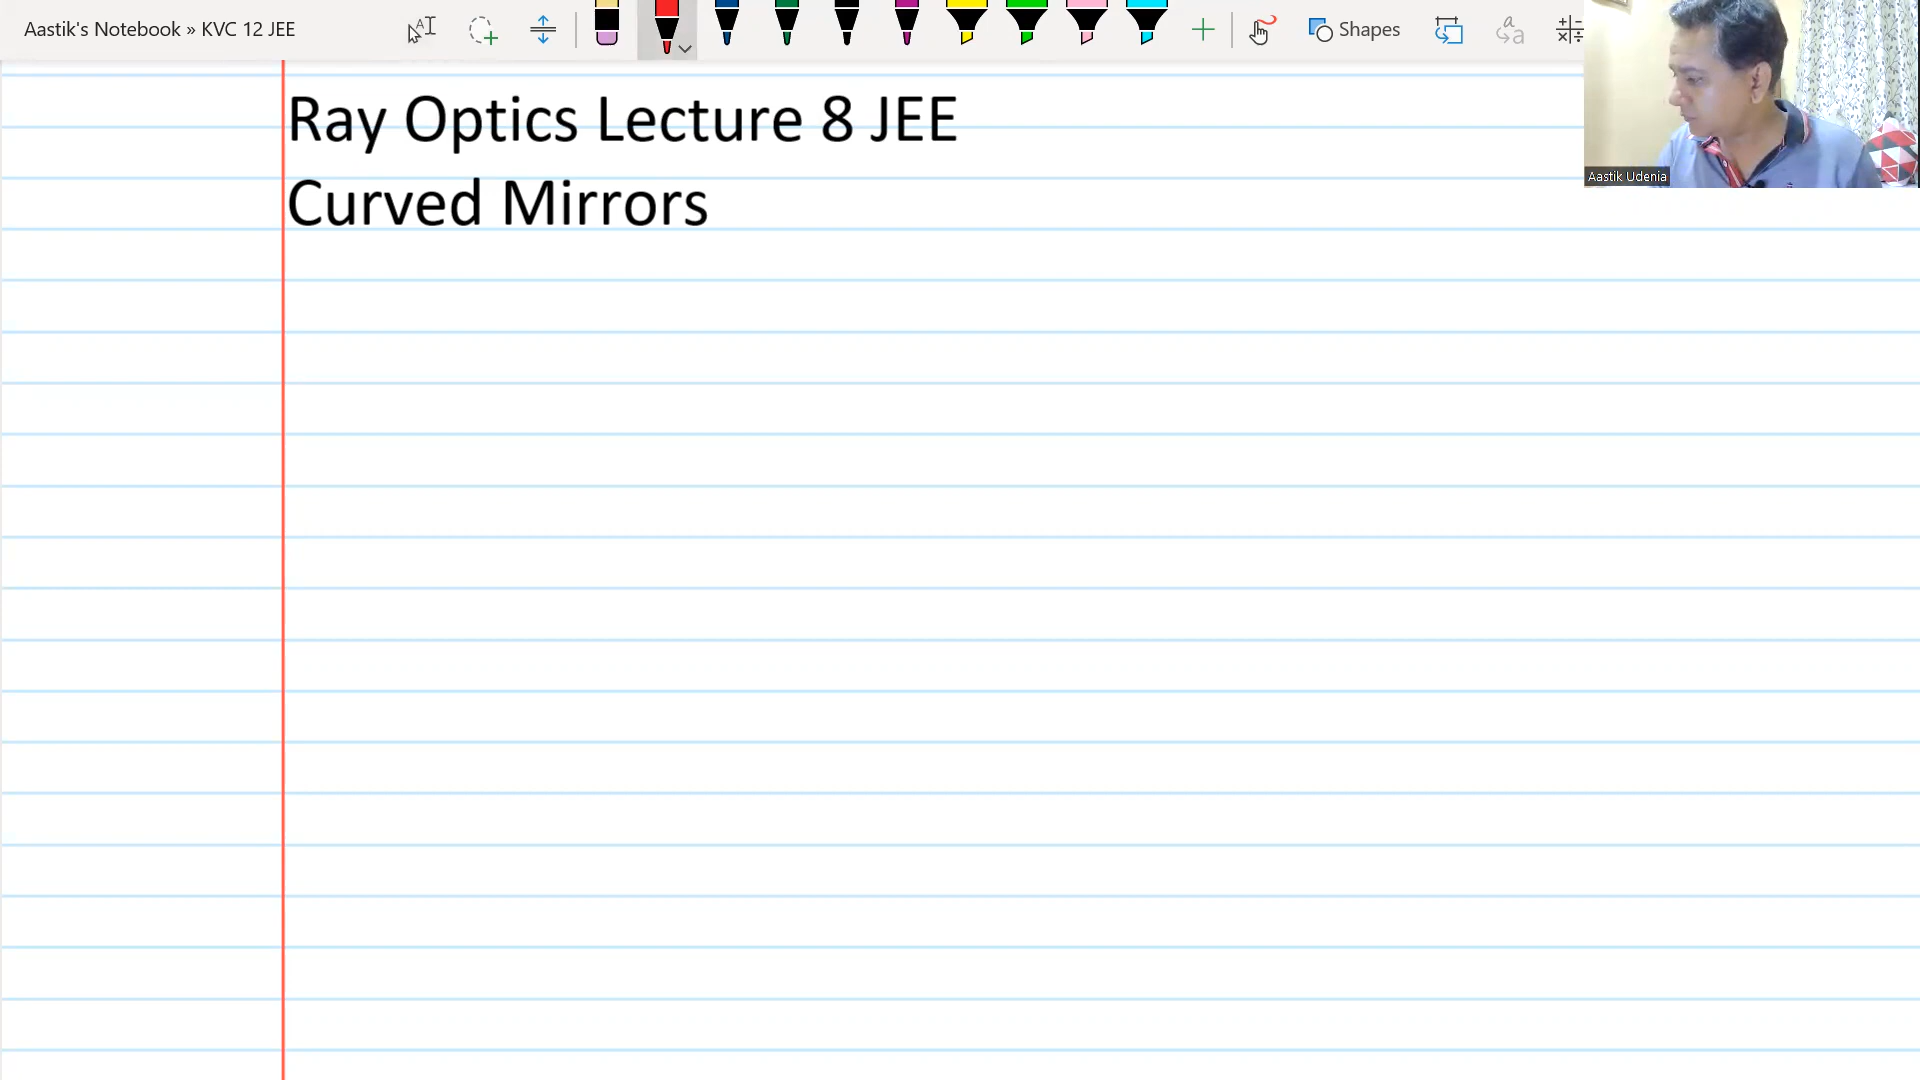 Aastik's Notebook » KVC 12 JEE
Shapes
Ray Optics Lecture 8 JEE
Curved Mirrors
Aastik Udenia